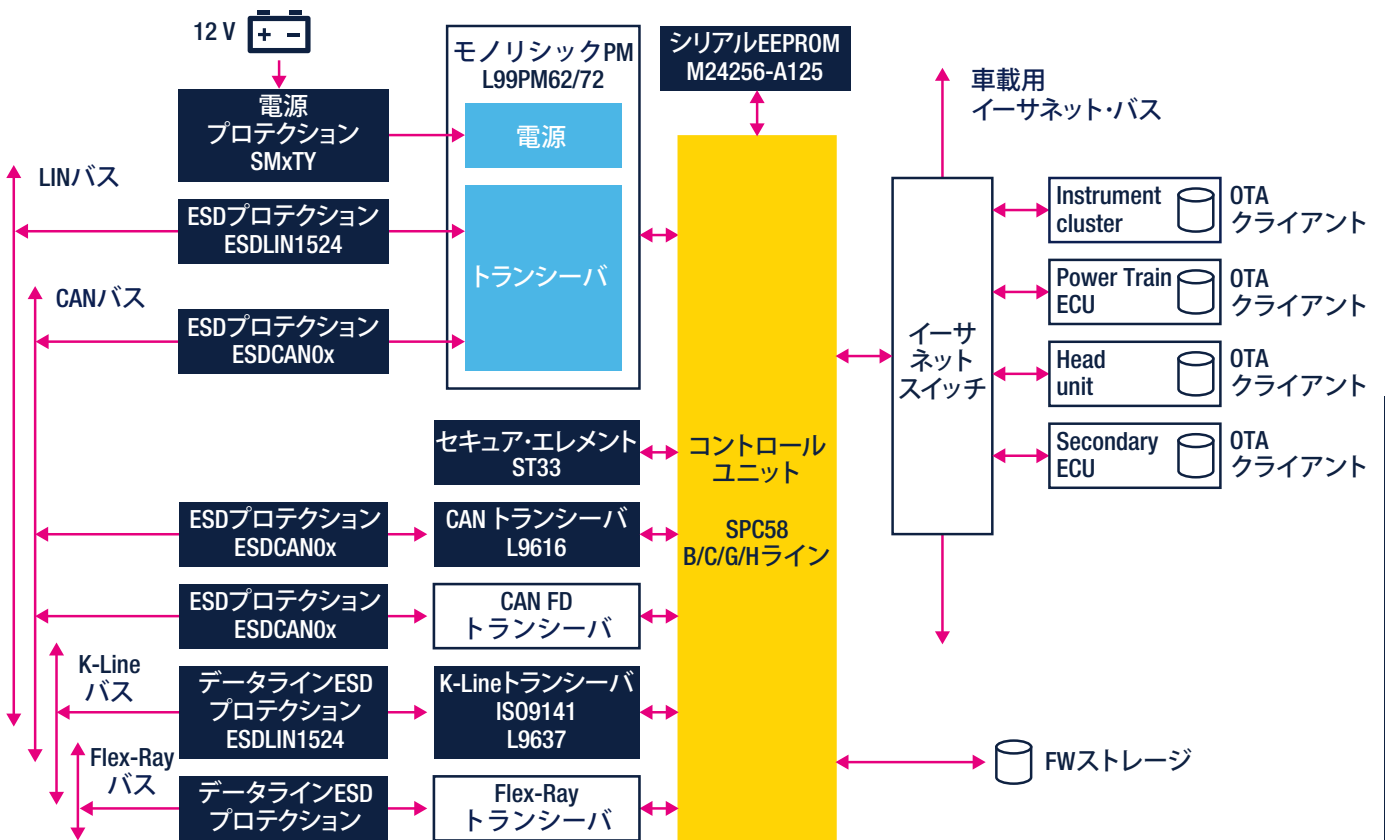 12 V
電源
プロテクション
SMxTY
モノリシックPM
L99PM62/72
電源
トランシーバ
シリアルEEPROM
M24256-A125
車載用
イーサネット・バス
LINバス
ESDプロテクション
ESDLIN1524
CANバス
ESDプロテクション
ESDCAN0x
イーサ
ネット
スイッチ
Instrument
cluster
OTA
クライアント
Power Train
ECU
OTA
クライアント
Head
unit
OTA
クライアント
Secondary
ECU
OTA
クライアント
セキュア・エレメント
ST33
コントロール
ユニット
SPC58
B/C/G/Hライン
ESDプロテクション
ESDCAN0x
CAN トランシーバ
L9616
ESDプロテクション
ESDCAN0x
CAN FD
トランシーバ
K-Line
バス
データラインESD
プロテクション
ESDLIN1524
K-Lineトランシーバ
ISO9141
L9637
Flex-Ray
バス
データラインESD
プロテクション
Flex-Ray
トランシーバ
FWストレージ